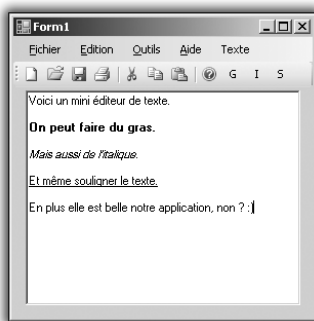 Form1
Fichier Edition Outils Aide Texte
G I S
Voici un mini éditeur de texte.
On peut faire du gras.
Mais aussi de l'italique.
Et même souligner le texte.
En plus elle est belle notre application, non ? :)